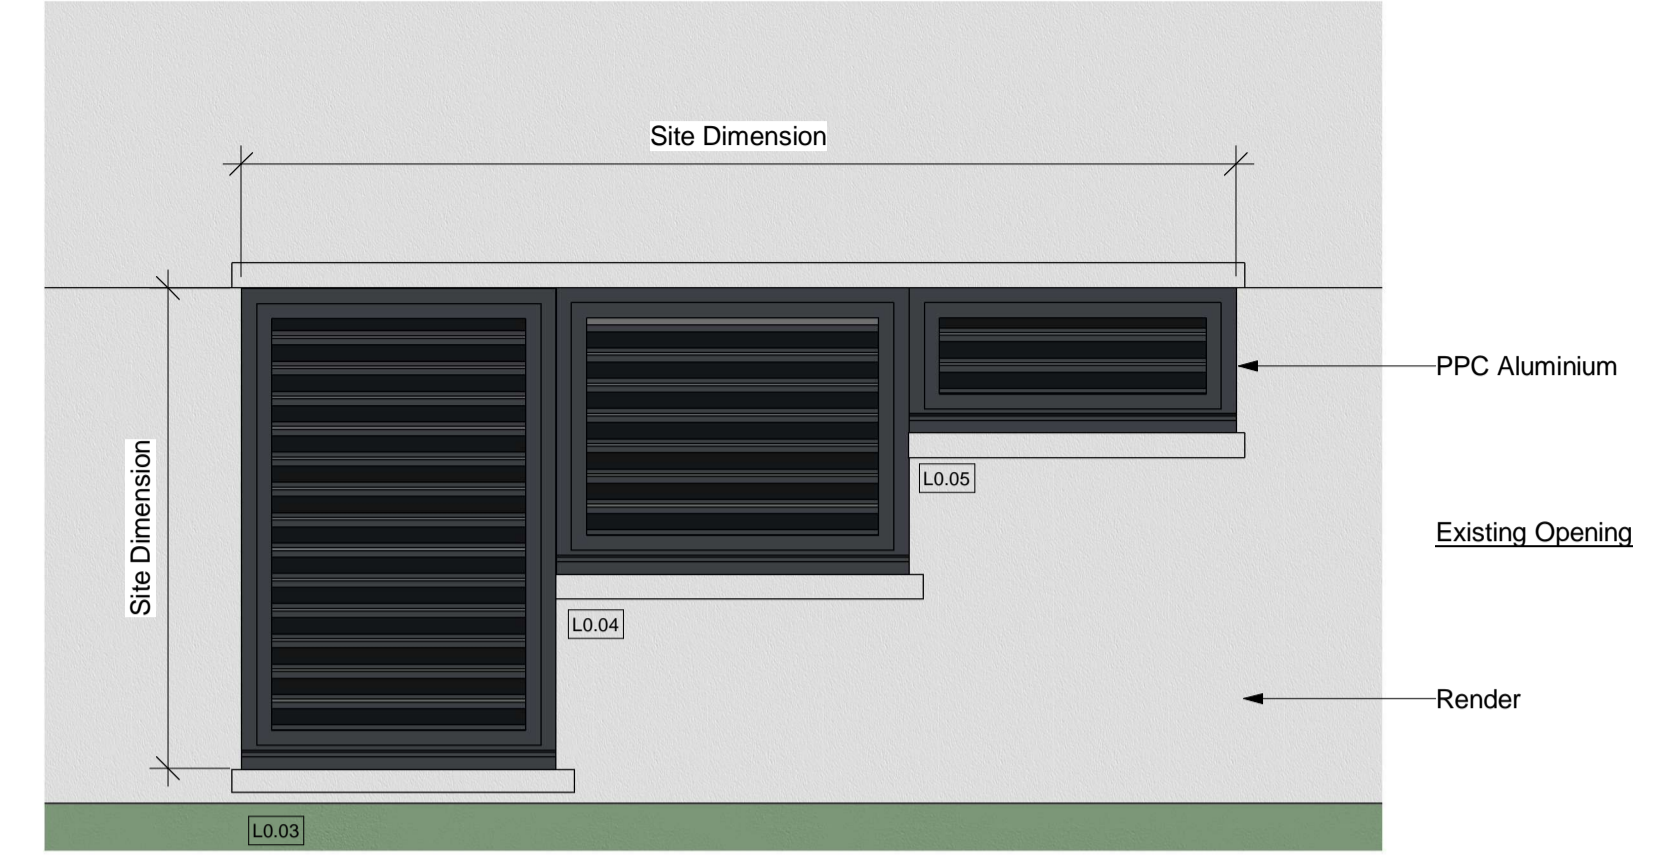 Site Dimension
PPC Aluminium
Site Dimension
L0.05
Existing Opening
L0.04
Render
L0.03